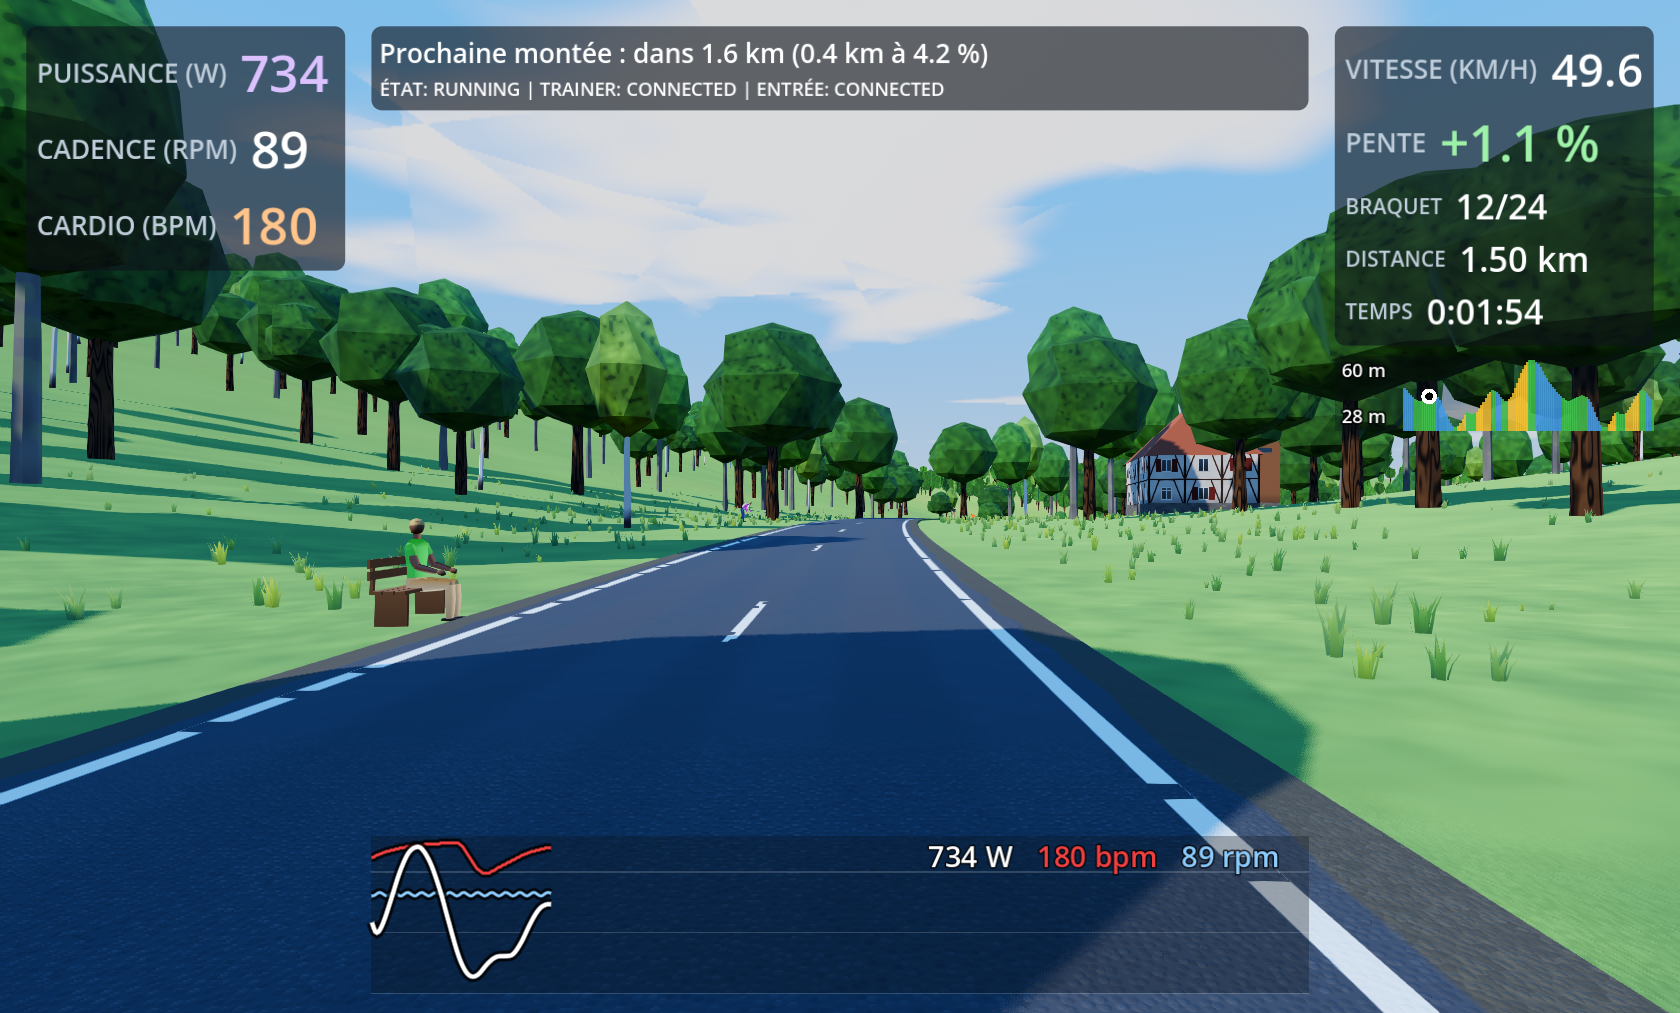 PUISSANCE (W) 734
CADENCE (RPM) 89
CARDIO (BPM) 180
Prochaine montée : dans 1.6 km (0.4 km à 4.2 %)
ÉTAT: RUNNING | TRAINER: CONNECTED | ENTRÉE: CONNECTED
VITESSE (KM/H) 49.6
PENTE +1.1 %
BRAQUET 12/24
DISTANCE 1.50 km
TEMPS 0:01:54
60 m
28 m
734 W 180 bpm 89 rpm